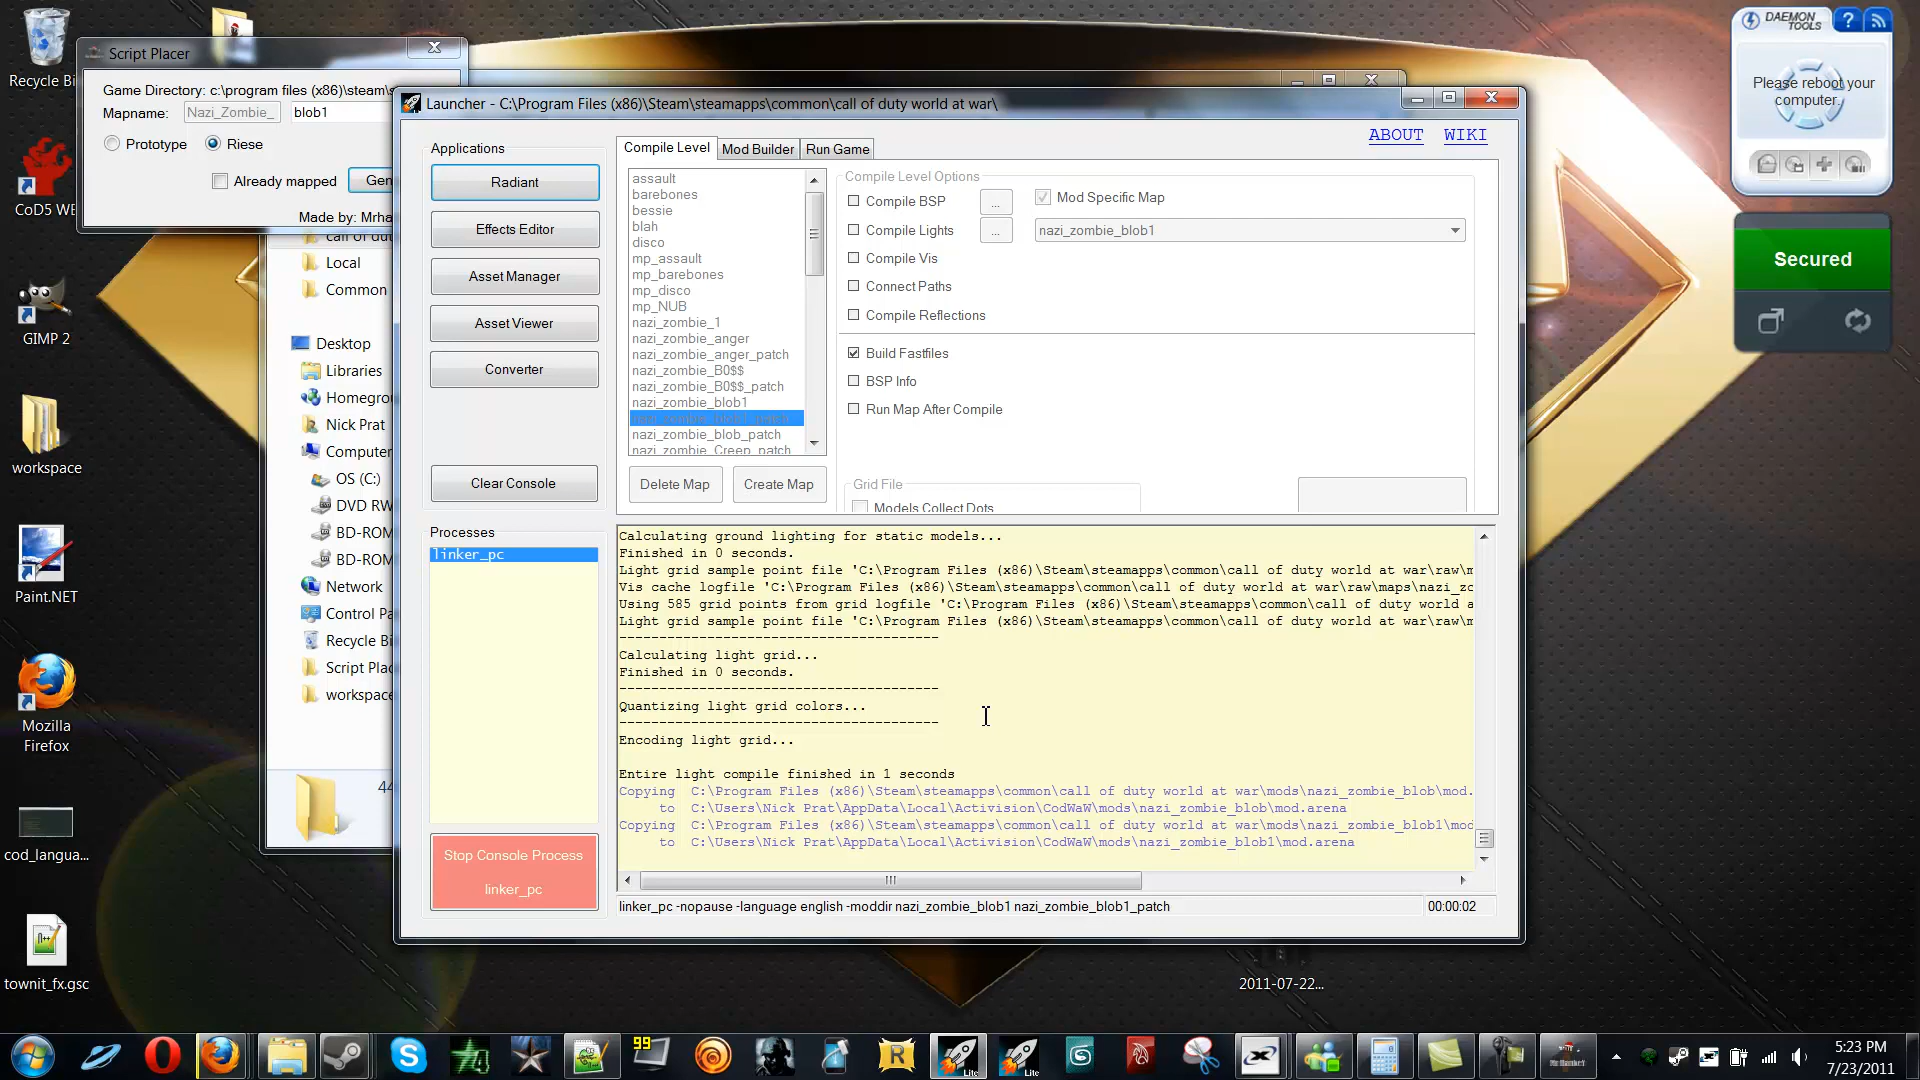 Recycle Bi
CoD5 WE
GIMP 2
workspace
Paint.NET
Mozilla
Firefox
cod_langua...
townit_fx.gsc
Script Placer
Game Directory: c:\program files (x86)\steam\s
Mapname:
Nazi_Zombie_
blob1
Prototype
Riese
Already mapped
Gen
Made by: Mrha
call of du
Local
Common
Desktop
Libraries
Homegro
Nick Prat
Computer
OS (C:)
DVD RW
BD-ROM
BD-ROM
Network
Control Pa
Recycle Bi
Script Plac
workspace
44
Launcher - C:\Program Files (x86)\Steam\steamapps\common\call of duty world at war\
ABOUT
WIKI
Applications
Radiant
Effects Editor
Asset Manager
Asset Viewer
Converter
Clear Console
Processes
linker_pc
Stop Console Process
linker_pc
Compile Level
Mod Builder
Run Game
assault
barebones
bessie
blah
disco
mp_assault
mp_barebones
mp_disco
mp_NUB
nazi_zombie_1
nazi_zombie_anger
nazi_zombie_anger_patch
nazi_zombie_B0$$
nazi_zombie_B0$$_patch
nazi_zombie_blob1
nazi_zombie_blob1_patch
nazi_zombie_blob_patch
nazi_zombie_Creep_patch
Delete Map
Create Map
Compile Level Options
Compile BSP
...
Compile Lights
...
Compile Vis
Connect Paths
Compile Reflections
Mod Specific Map
nazi_zombie_blob1
Build Fastfiles
BSP Info
Run Map After Compile
Grid File
Models Collect Dots
Calculating ground lighting for static models...
Finished in 0 seconds.
Light grid sample point file 'C:\Program Files (x86)\Steam\steamapps\common\call of duty world at war\raw\m
Vis cache logfile 'C:\Program Files (x86)\Steam\steamapps\common\call of duty world at war\raw\maps\nazi_zc
Using 585 grid points from grid logfile 'C:\Program Files (x86)\Steam\steamapps\common\call of duty world a
Light grid sample point file 'C:\Program Files (x86)\Steam\steamapps\common\call of duty world at war\raw\m
----------------------------------------
Calculating light grid...
Finished in 0 seconds.
----------------------------------------
Quantizing light grid colors...
----------------------------------------
Encoding light grid...
Entire light compile finished in 1 seconds
Copying  C:\Program Files (x86)\Steam\steamapps\common\call of duty world at war\mods\nazi_zombie_blob\mod.
to  C:\Users\Nick Prat\AppData\Local\Activision\CodWaW\mods\nazi_zombie_blob\mod.arena
Copying  C:\Program Files (x86)\Steam\steamapps\common\call of duty world at war\mods\nazi_zombie_blob1\mod
to  C:\Users\Nick Prat\AppData\Local\Activision\CodWaW\mods\nazi_zombie_blob1\mod.arena
linker_pc -nopause -language english -moddir nazi_zombie_blob1 nazi_zombie_blob1_patch
00:00:02
DAEMON
TOOLS
?
Please reboot your
computer.
Secured
2011-07-22...
99
Lite
Lite
5:23 PM
7/23/2011